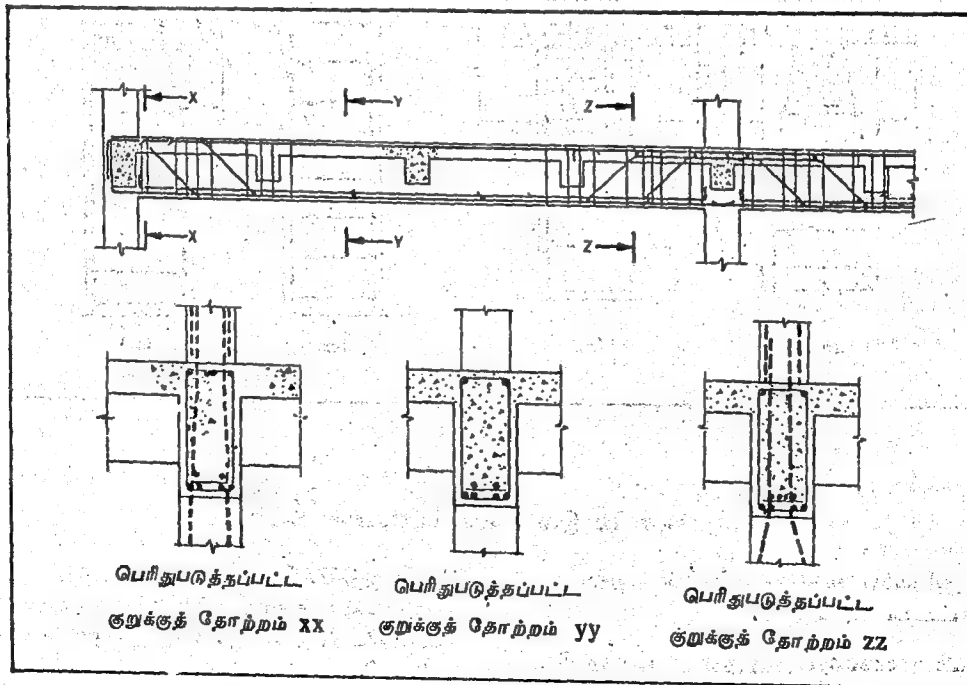 X
Y
Z
X
Y
Z
பெரிதுபடுத்தப்பட்ட
குறுக்குத் தோற்றம் xx
பெரிதுபடுத்தப்பட்ட
குறுக்குத் தோற்றம் yy
பெரிதுபடுத்தப்பட்ட
குறுக்குத் தோற்றம் zz